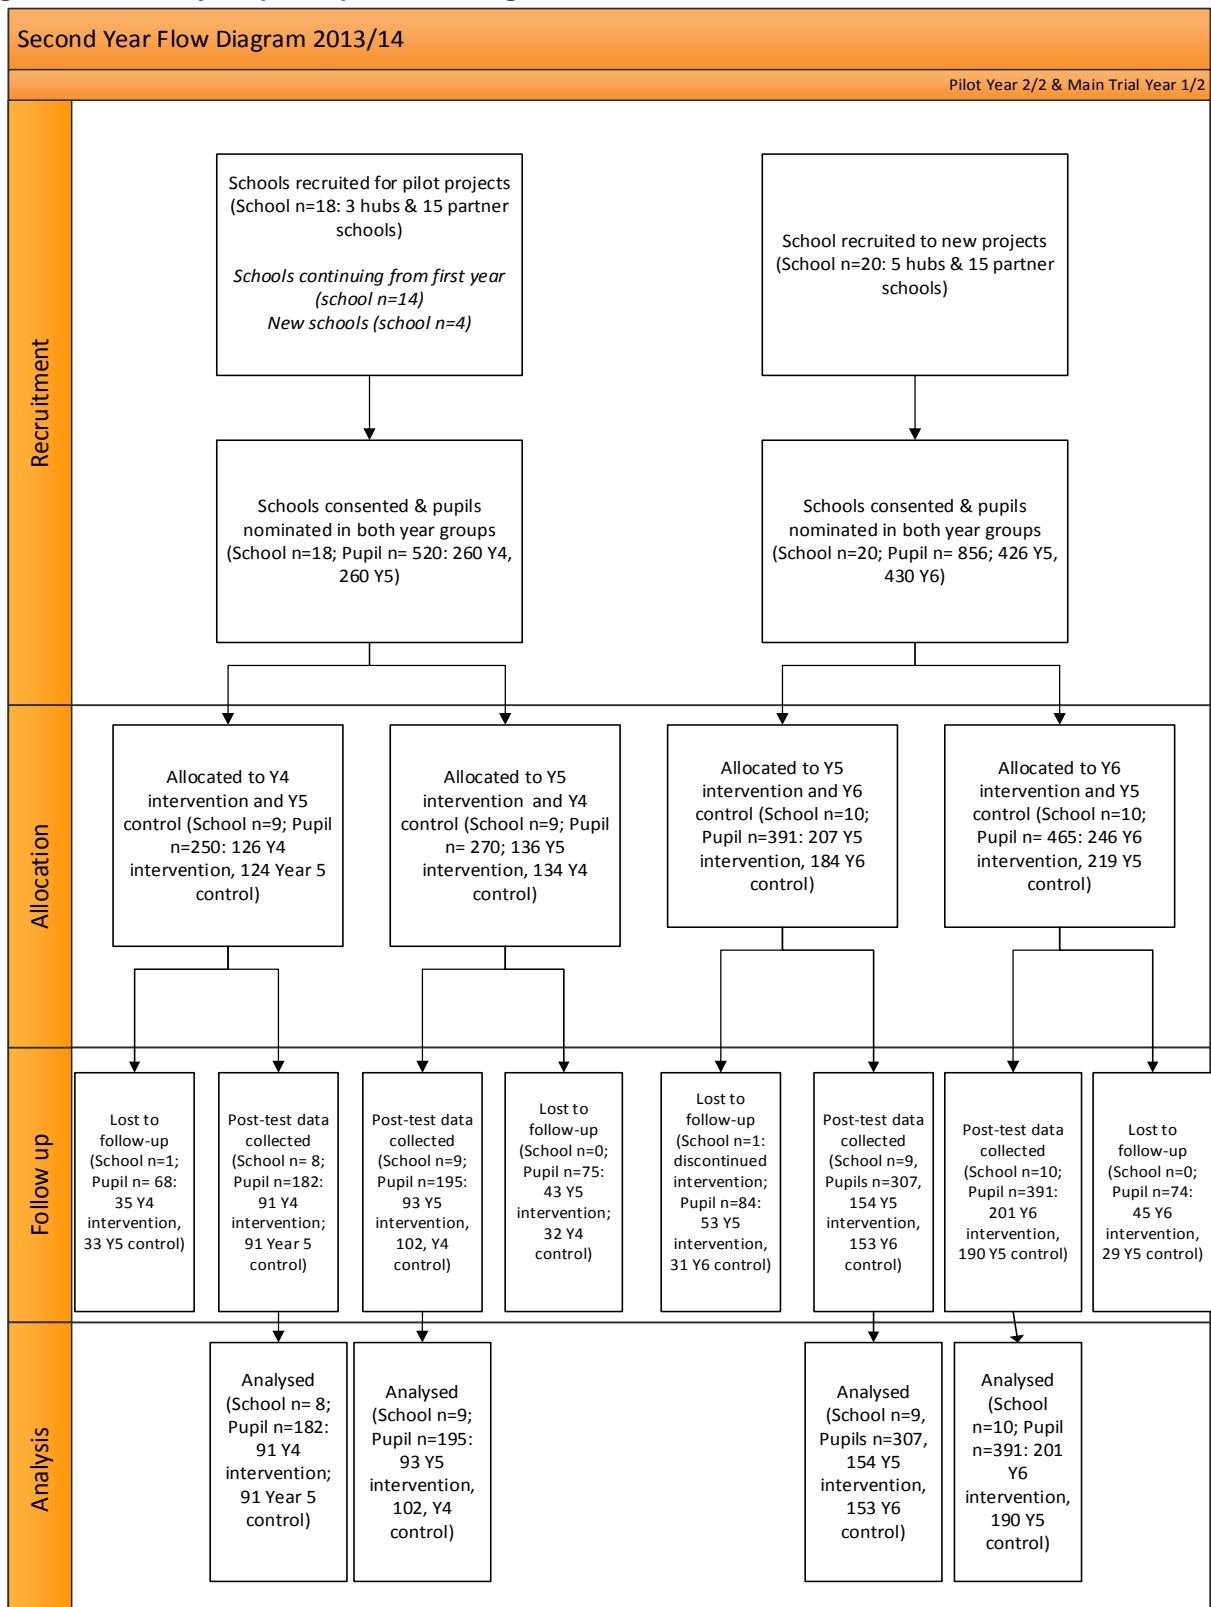 Second Year Flow Diagram 2013/14
Pilot Year 2/2 & Main Trial Year 1/2
Recruitment
Schools recruited for pilot projects
(School n=18: 3 hubs & 15 partner
schools)
Schools continuing from first year
(school n=14)
New schools (school n=4)
School recruited to new projects
(School n=20: 5 hubs & 15 partner
schools)
Schools consented & pupils
nominated in both year groups
(School n=18; Pupil n= 520: 260 Y4,
260 Y5)
Schools consented & pupils
nominated in both year groups
(School n=20; Pupil n= 856; 426 Y5,
430 Y6)
Allocation
Allocated to Y4
intervention and Y5
control (School n=9; Pupil
n=250: 126 Y4
intervention, 124 Year 5
control)
Allocated to Y5
intervention and Y4
control (School n=9; Pupil
n= 270; 136 Y5
intervention, 134 Y4
control)
Allocated to Y5
intervention and Y6
control (School n=10;
Pupil n=391: 207 Y5
intervention, 184 Y6
control)
Allocated to Y6
intervention and Y5
control (School n=10;
Pupil n= 465: 246 Y6
intervention, 219 Y5
control)
Follow up
Lost to
follow-up
(School n=1;
Pupil n= 68:
35 Y4
intervention,
33 Y5 control)
Post-test data
collected
(School n= 8;
Pupil n=182:
91 Y4
intervention;
91 Year 5
control)
Post-test data
collected
(School n=9;
Pupil n=195:
93 Y5
intervention,
102, Y4
control)
Lost to
follow-up
(School n=0;
Pupil n=75:
43 Y5
intervention;
32 Y4
control)
Lost to
follow-up
(School n=1:
discontinued
intervention;
Pupil n=84:
53 Y5
intervention,
31 Y6 control)
Post-test data
collected
(School n=9,
Pupils n=307,
154 Y5
intervention,
153 Y6
control)
Post-test data
collected
(School n=10;
Pupil n=391:
201 Y6
intervention,
190 Y5 control)
Lost to
follow-up
(School n=0;
Pupil n=74:
45 Y6
intervention,
29 Y5 control)
Analysis
Analysed
(School n= 8;
Pupil n=182:
91 Y4
intervention;
91 Year 5
control)
Analysed
(School n=9;
Pupil n=195:
93 Y5
intervention,
102, Y4
control)
Analysed
(School n=9,
Pupils n=307,
154 Y5
intervention,
153 Y6
control)
Analysed
(School
n=10; Pupil
n=391: 201
Y6
intervention,
190 Y5
control)